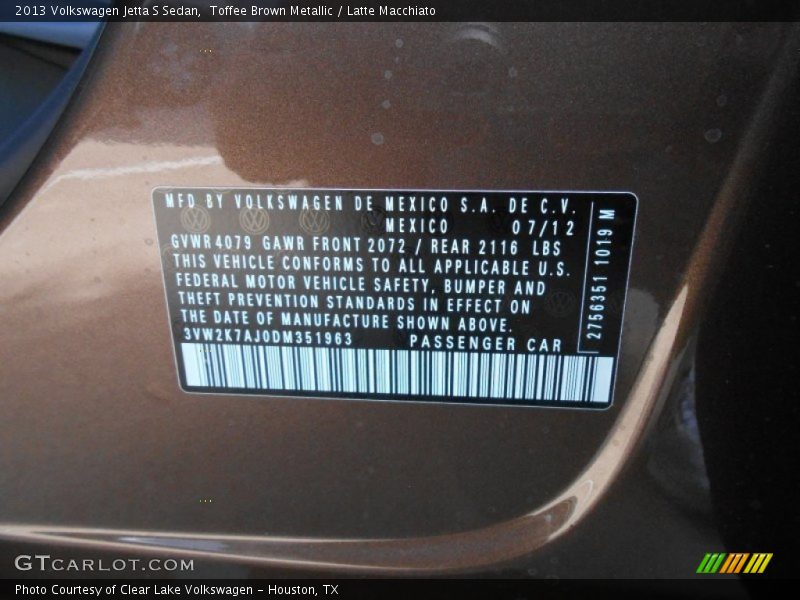 2013 Volkswagen Jetta S Sedan,  Toffee Brown Metallic / Latte Macchiato
MFD BY VOLKSWAGEN DE MEXICO S.A. DE C.V.
MEXICO 07/12
GVWR 4079 GAWR FRONT 2072 / REAR 2116 LBS
THIS VEHICLE CONFORMS TO ALL APPLICABLE U.S.
FEDERAL MOTOR VEHICLE SAFETY, BUMPER AND
THEFT PREVENTION STANDARDS IN EFFECT ON
THE DATE OF MANUFACTURE SHOWN ABOVE.
3VW2K7AJ0DM351963 PASSENGER CAR
2756351 1019 M
GTCARLOT.COM
Photo Courtesy of Clear Lake Volkswagen – Houston, TX